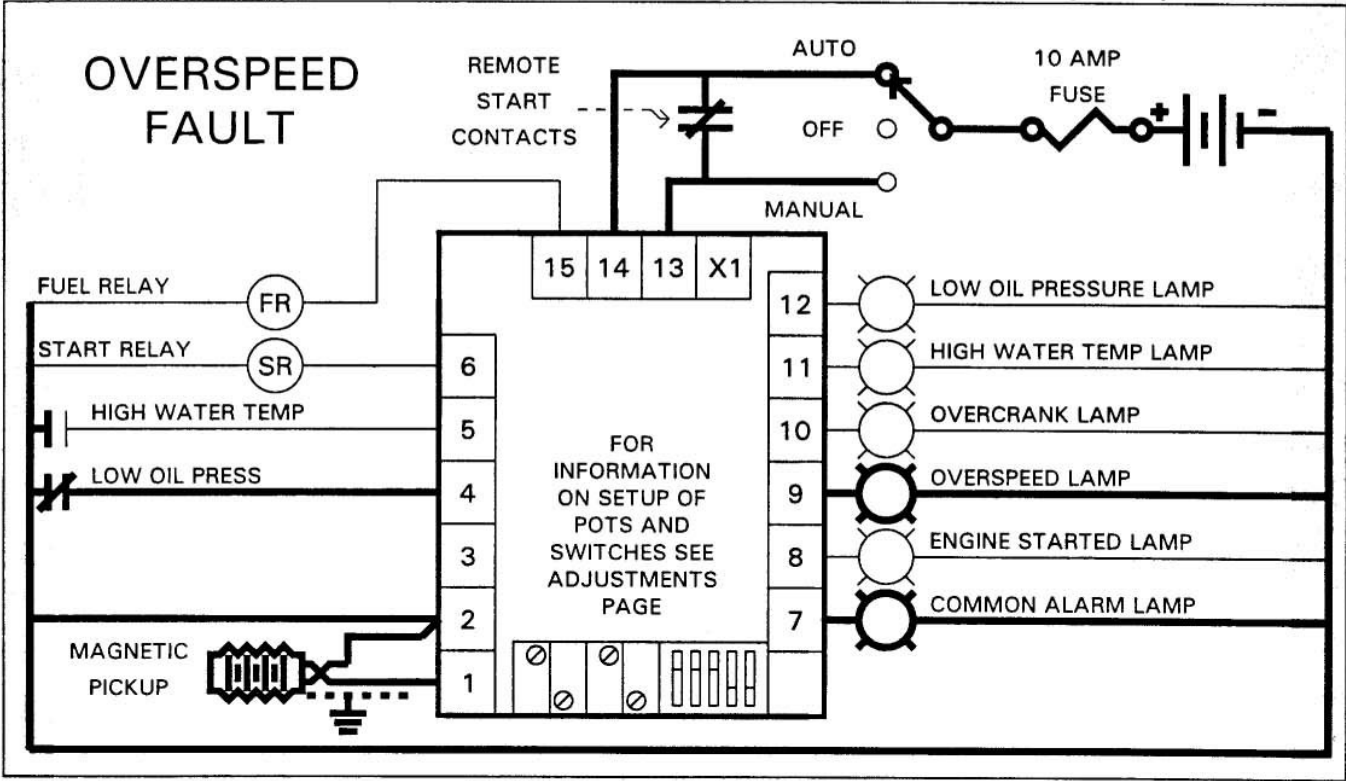 OVERSPEED
FAULT
REMOTE
START
CONTACTS
AUTO
OFF
MANUAL
10 AMP
FUSE
+
-
15 14 13 X1
FUEL RELAY
FR
START RELAY
SR
HIGH WATER TEMP
LOW OIL PRESS
MAGNETIC
PICKUP
6
5
4
3
2
1
FOR
INFORMATION
ON SETUP OF
POTS AND
SWITCHES SEE
ADJUSTMENTS
PAGE
12
LOW OIL PRESSURE LAMP
11
HIGH WATER TEMP LAMP
10
OVERCRANK LAMP
9
OVERSPEED LAMP
8
ENGINE STARTED LAMP
7
COMMON ALARM LAMP